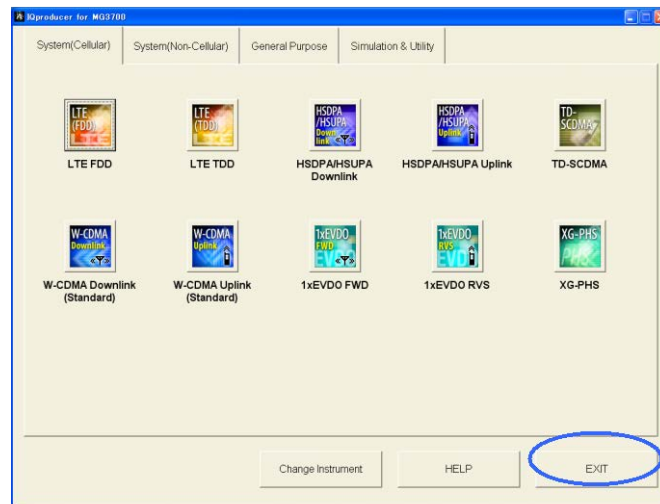 IQproducer for MG3700
System(Cellular) System(Non-Cellular) General Purpose Simulation & Utility
LTE (FDD) LTE (TDD) HSDPA /HSUPA Down link HSDPA /HSUPA Uplink TD- SCDMA
LTE FDD LTE TDD HSDPA/HSUPA Downlink HSDPA/HSUPA Uplink TD-SCDMA
W-CDMA Downlink W-CDMA Uplink 1xEVDO FWD 1xEVDO RVS XG-PHS
W-CDMA Downlink (Standard) W-CDMA Uplink (Standard) 1xEVDO FWD 1xEVDO RVS XG-PHS
Change Instrument HELP EXIT